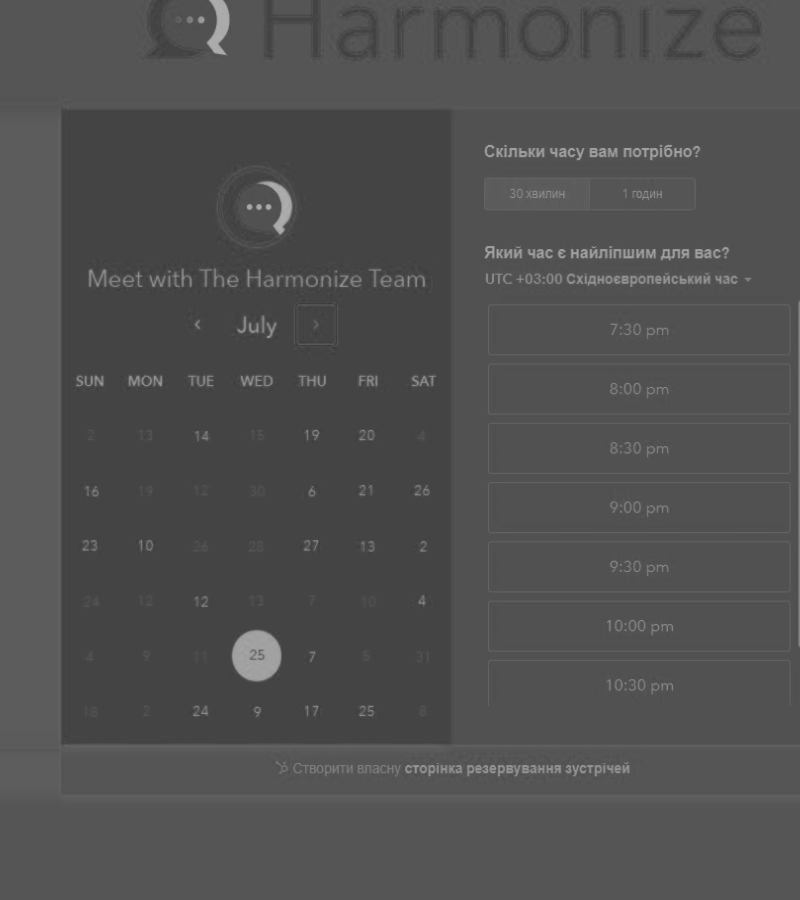 Harmonize
Meet with The Harmonize Team
July
SUN MON TUE WED THU FRI SAT
2 13 14 15 19 20 4
16 19 12 30 6 21 26
23 10 26 28 27 13 2
24 12 12 13 7 10 4
4 9 11 25 7 5 31
18 2 24 9 17 25 8
Скільки часу вам потрібно?
30 хвилин 1 годин
Який час є найліпшим для вас?
UTC +03:00 Східноєвропейський час
7:30 pm
8:00 pm
8:30 pm
9:00 pm
9:30 pm
10:00 pm
10:30 pm
Створити власну сторінка резервування зустрічей